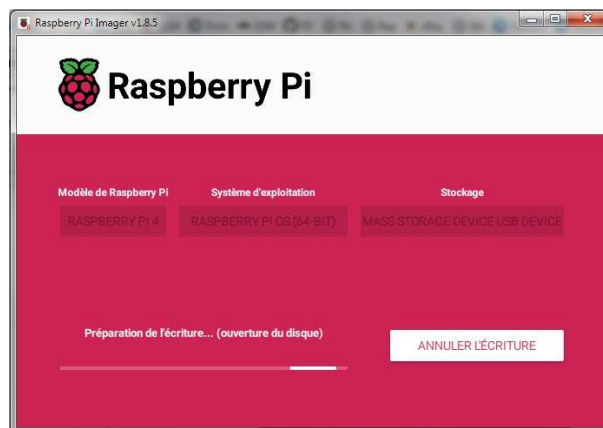 Raspberry Pi Imager v1.8.5
Raspberry Pi
Modèle de Raspberry Pi
Système d'exploitation
Stockage
RASPBERRY PI 4
RASPBERRY PI OS (64-BIT)
MASS STORAGE DEVICE USB DEVICE
Préparation de l'écriture... (ouverture du disque)
ANNULER L'ÉCRITURE